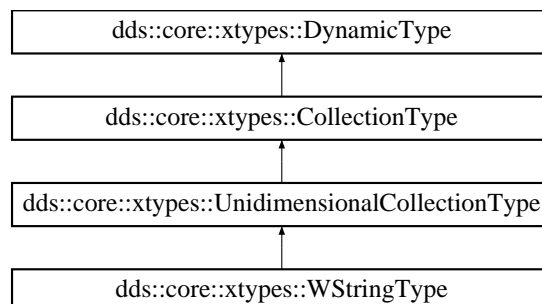 dds::core::xtypes::DynamicType
dds::core::xtypes::CollectionType
dds::core::xtypes::UnidimensionalCollectionType
dds::core::xtypes::WStringType